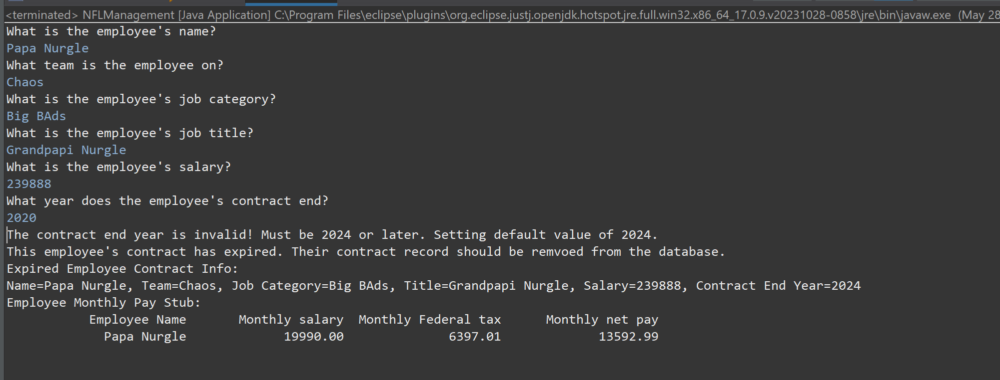 <terminated> NFLManagement [Java Application] C:\Program Files\eclipse\plugins\org.eclipse.justj.openjdk.hotspot.jre.full.win32.x86_64_17.0.9.v20231028-0858\jre\bin\javaw.exe (May 28
What is the employee's name?
Papa Nurgle
What team is the employee on?
Chaos
What is the employee's job category?
Big BAds
What is the employee's job title?
Grandpapi Nurgle
What is the employee's salary?
239888
What year does the employee's contract end?
2020
The contract end year is invalid! Must be 2024 or later. Setting default value of 2024.
This employee's contract has expired. Their contract record should be remvoed from the database.
Expired Employee Contract Info:
Name=Papa Nurgle, Team=Chaos, Job Category=Big BAds, Title=Grandpapi Nurgle, Salary=239888, Contract End Year=2024
Employee Monthly Pay Stub:
Employee Name Monthly salary Monthly Federal tax Monthly net pay
Papa Nurgle 19990.00 6397.01 13592.99